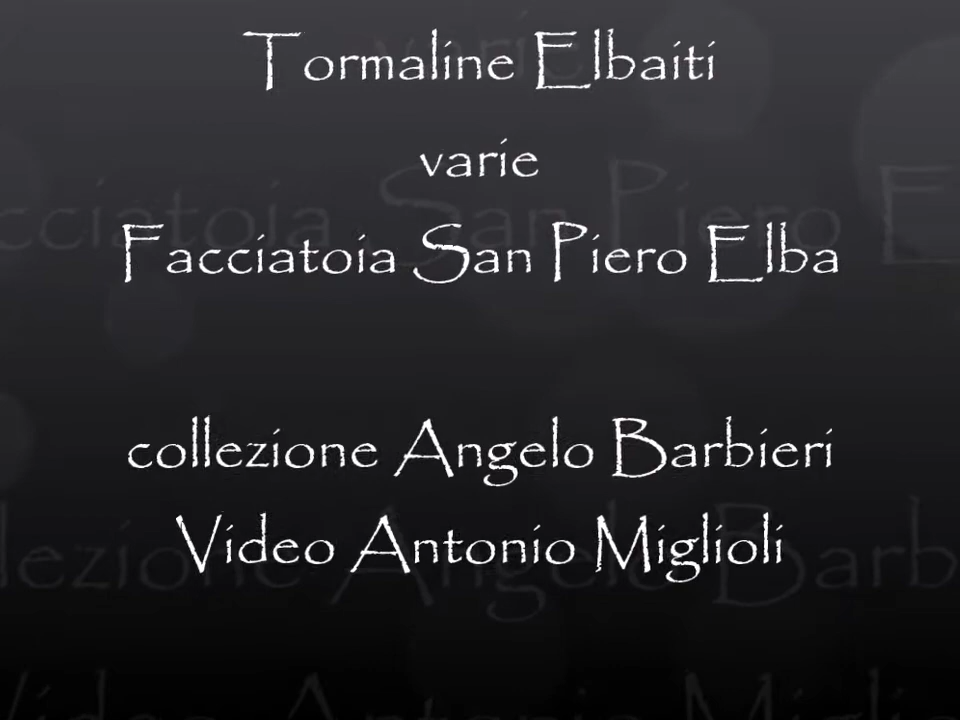 Tormaline Elbaiti
varie
Facciatoia San Piero Elba
collezione Angelo Barbieri
Video Antonio Miglioli